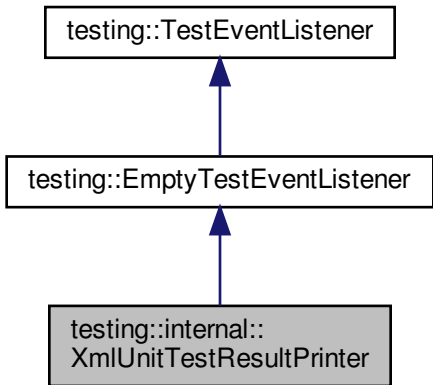 testing::TestEventListener
testing::EmptyTestEventListener
testing::internal::
XmlUnitTestResultPrinter